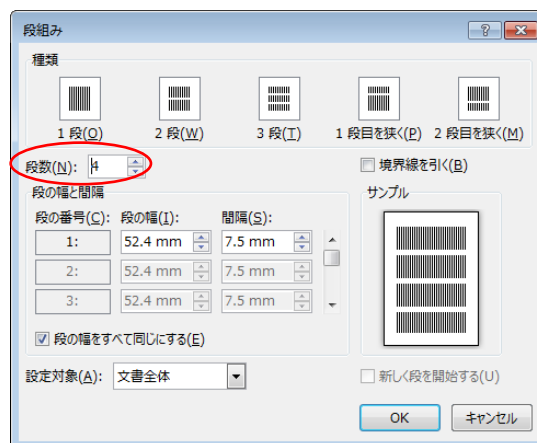 段組み
種類
1 段(O) 2 段(W) 3 段(T) 1 段目を狭く(P) 2 段目を狭く(M)
段数(N): 4 境界線を引く(B)
段の幅と間隔 サンプル
段の番号(C): 段の幅(I): 間隔(S):
1: 52.4 mm 7.5 mm
2: 52.4 mm 7.5 mm
3: 52.4 mm 7.5 mm
段の幅をすべて同じにする(E)
設定対象(A): 文書全体 新しく段を開始する(U)
OK キャンセル